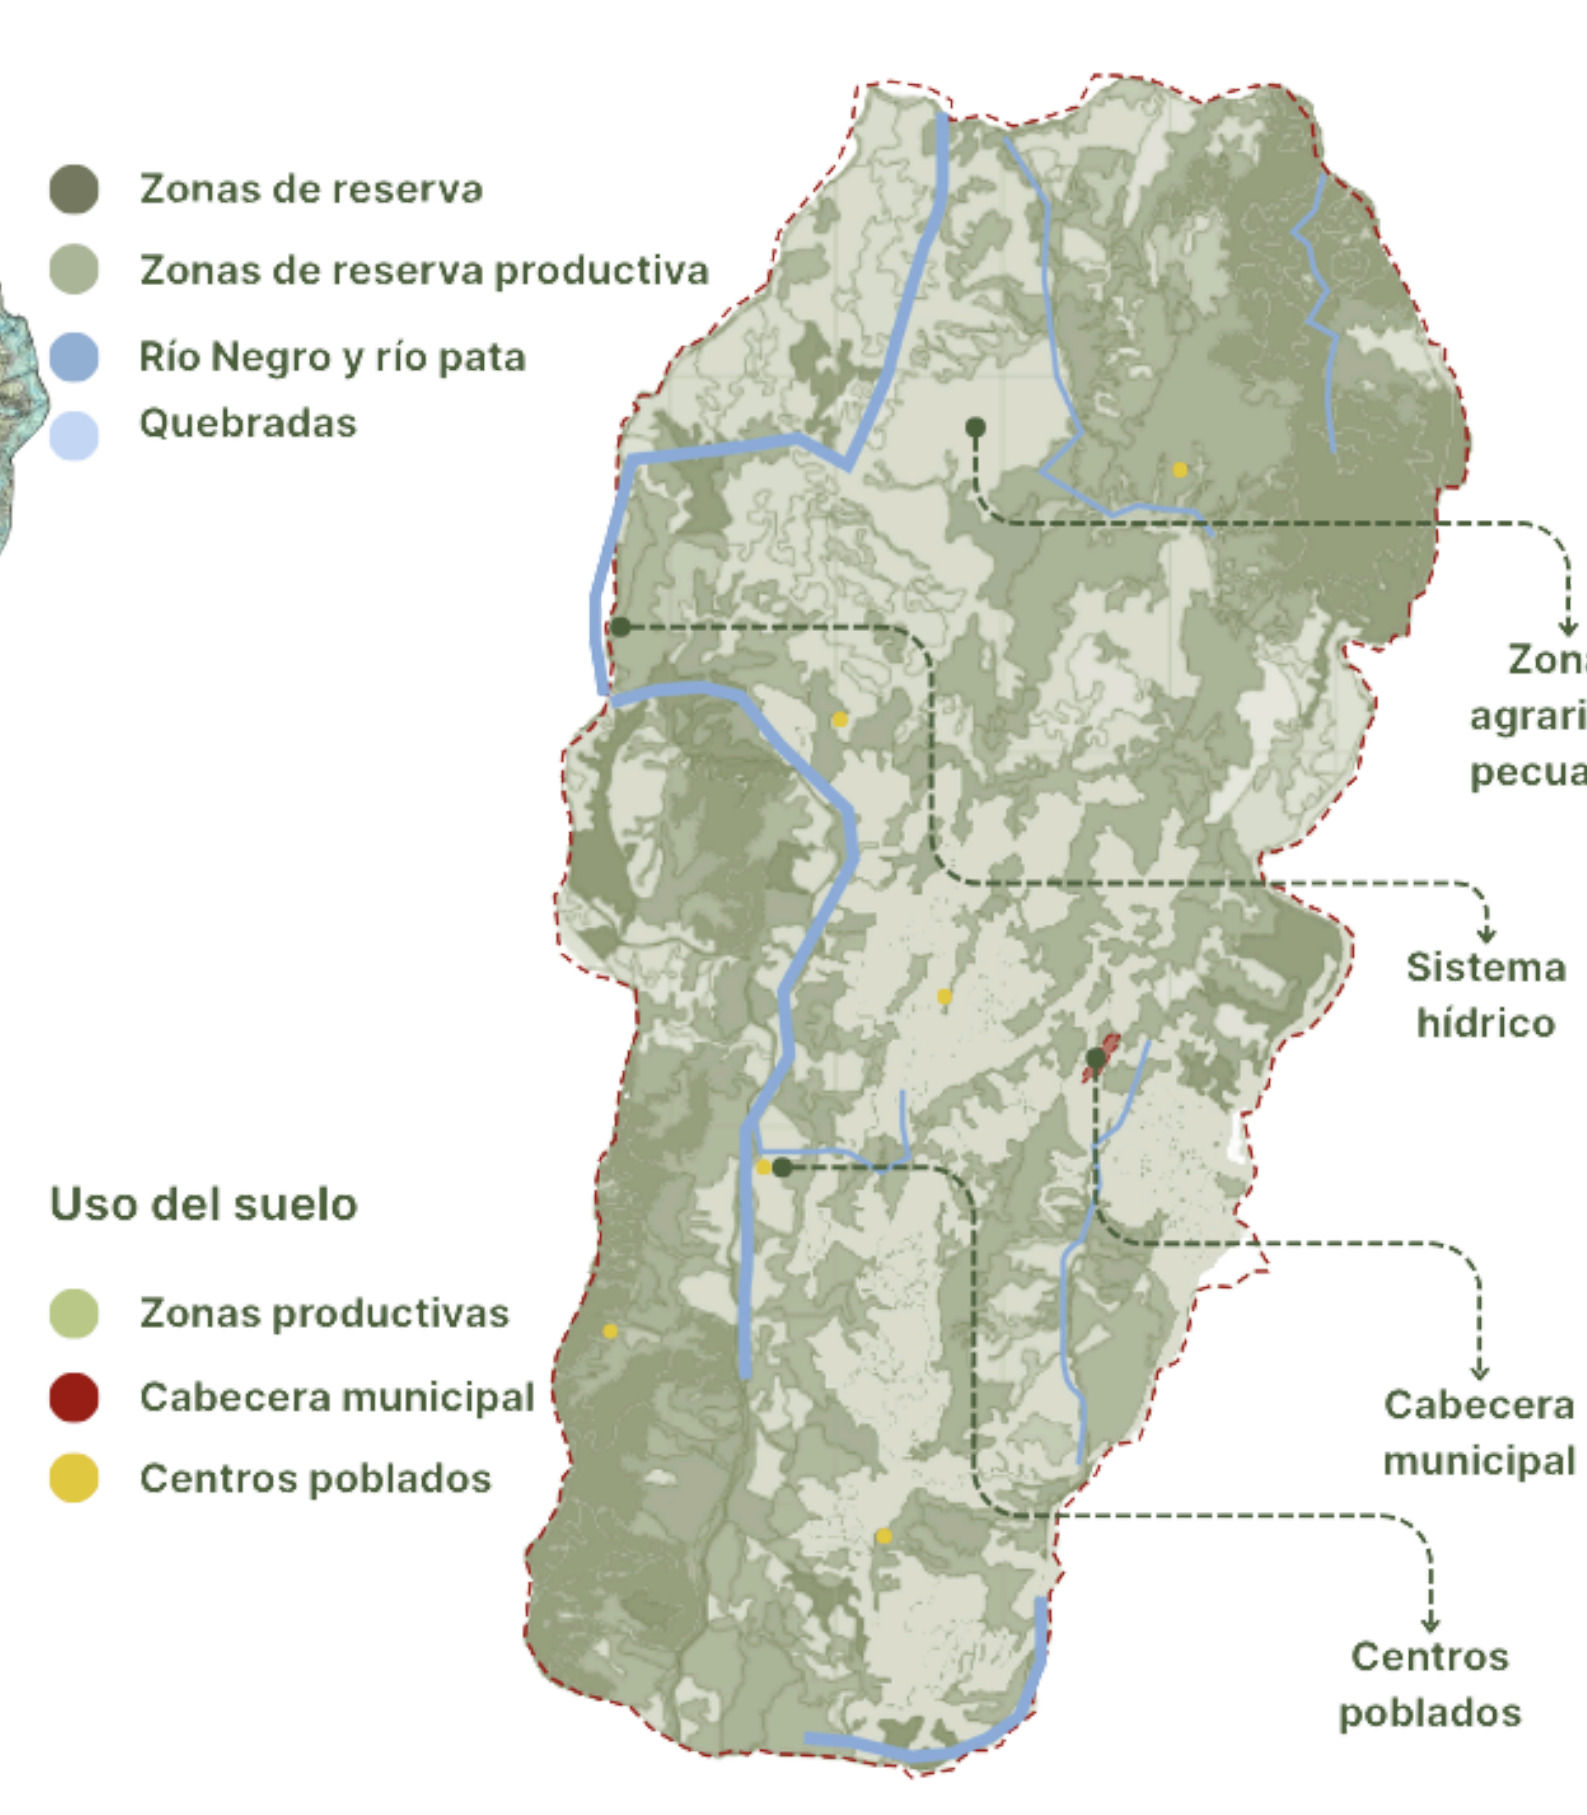 Zonas de reserva
Zonas de reserva productiva
Río Negro y río pata
Quebradas
Uso del suelo
Zonas productivas
Cabecera municipal
Centros poblados
Sistema
hídrico
Cabecera
municipal
Centros
poblados